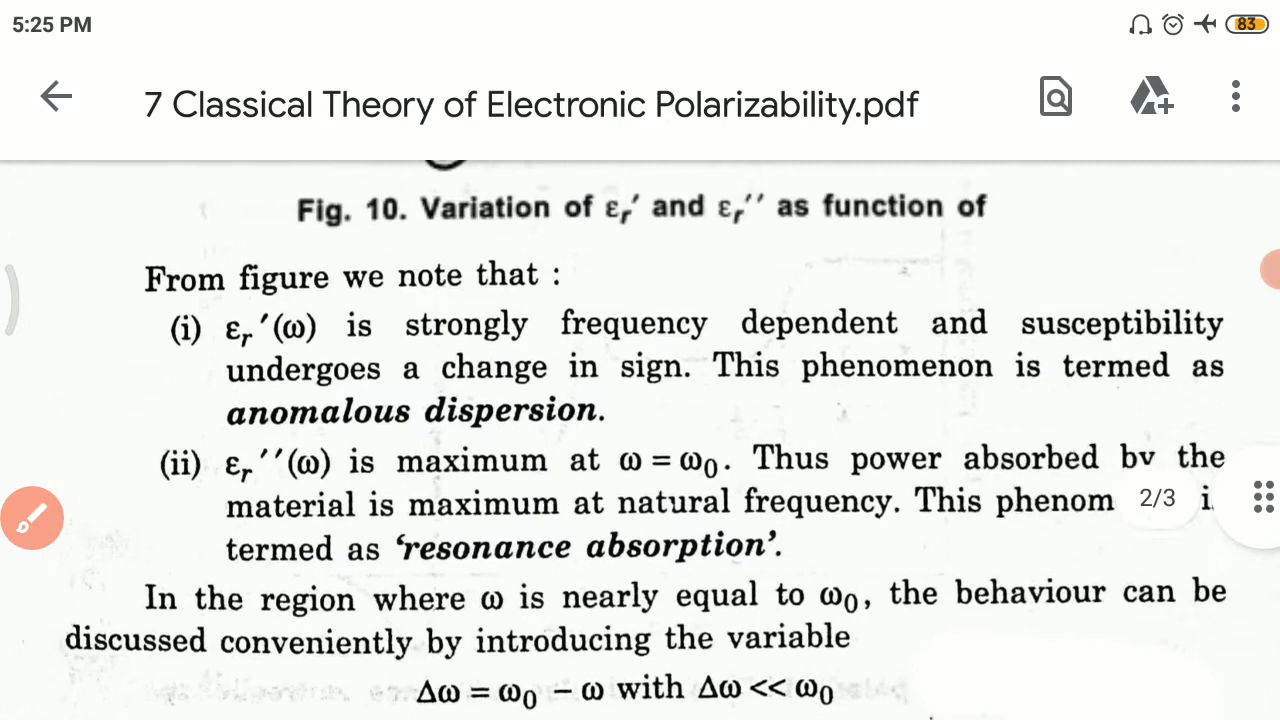 5:25 PM
83
7 Classical Theory of Electronic Polarizability.pdf
Fig. 10. Variation of εr′ and εr′′ as function of
From figure we note that :
(i) εr′(ω) is strongly frequency dependent and susceptibility
undergoes a change in sign. This phenomenon is termed as
anomalous dispersion.
(ii) εr′′(ω) is maximum at ω = ω0. Thus power absorbed by the
material is maximum at natural frequency. This phenom
2/3
termed as ‘resonance absorption’.
In the region where ω is nearly equal to ω0, the behaviour can be
discussed conveniently by introducing the variable
Δω = ω0 − ω with Δω << ω0